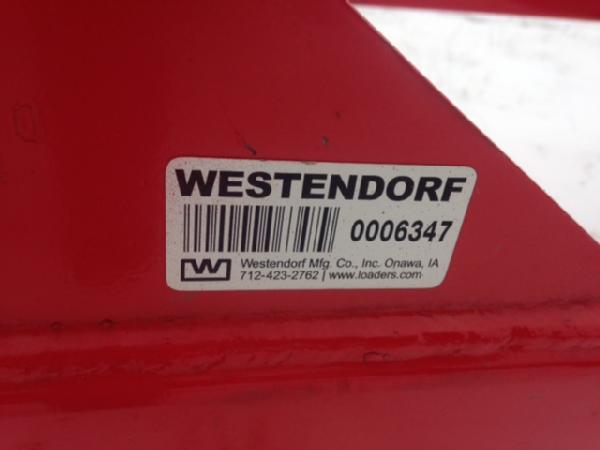 WESTENDORF
0006347
W Westendorf Mfg. Co., Inc. Onawa, IA
712-423-2762 | www.loaders.com